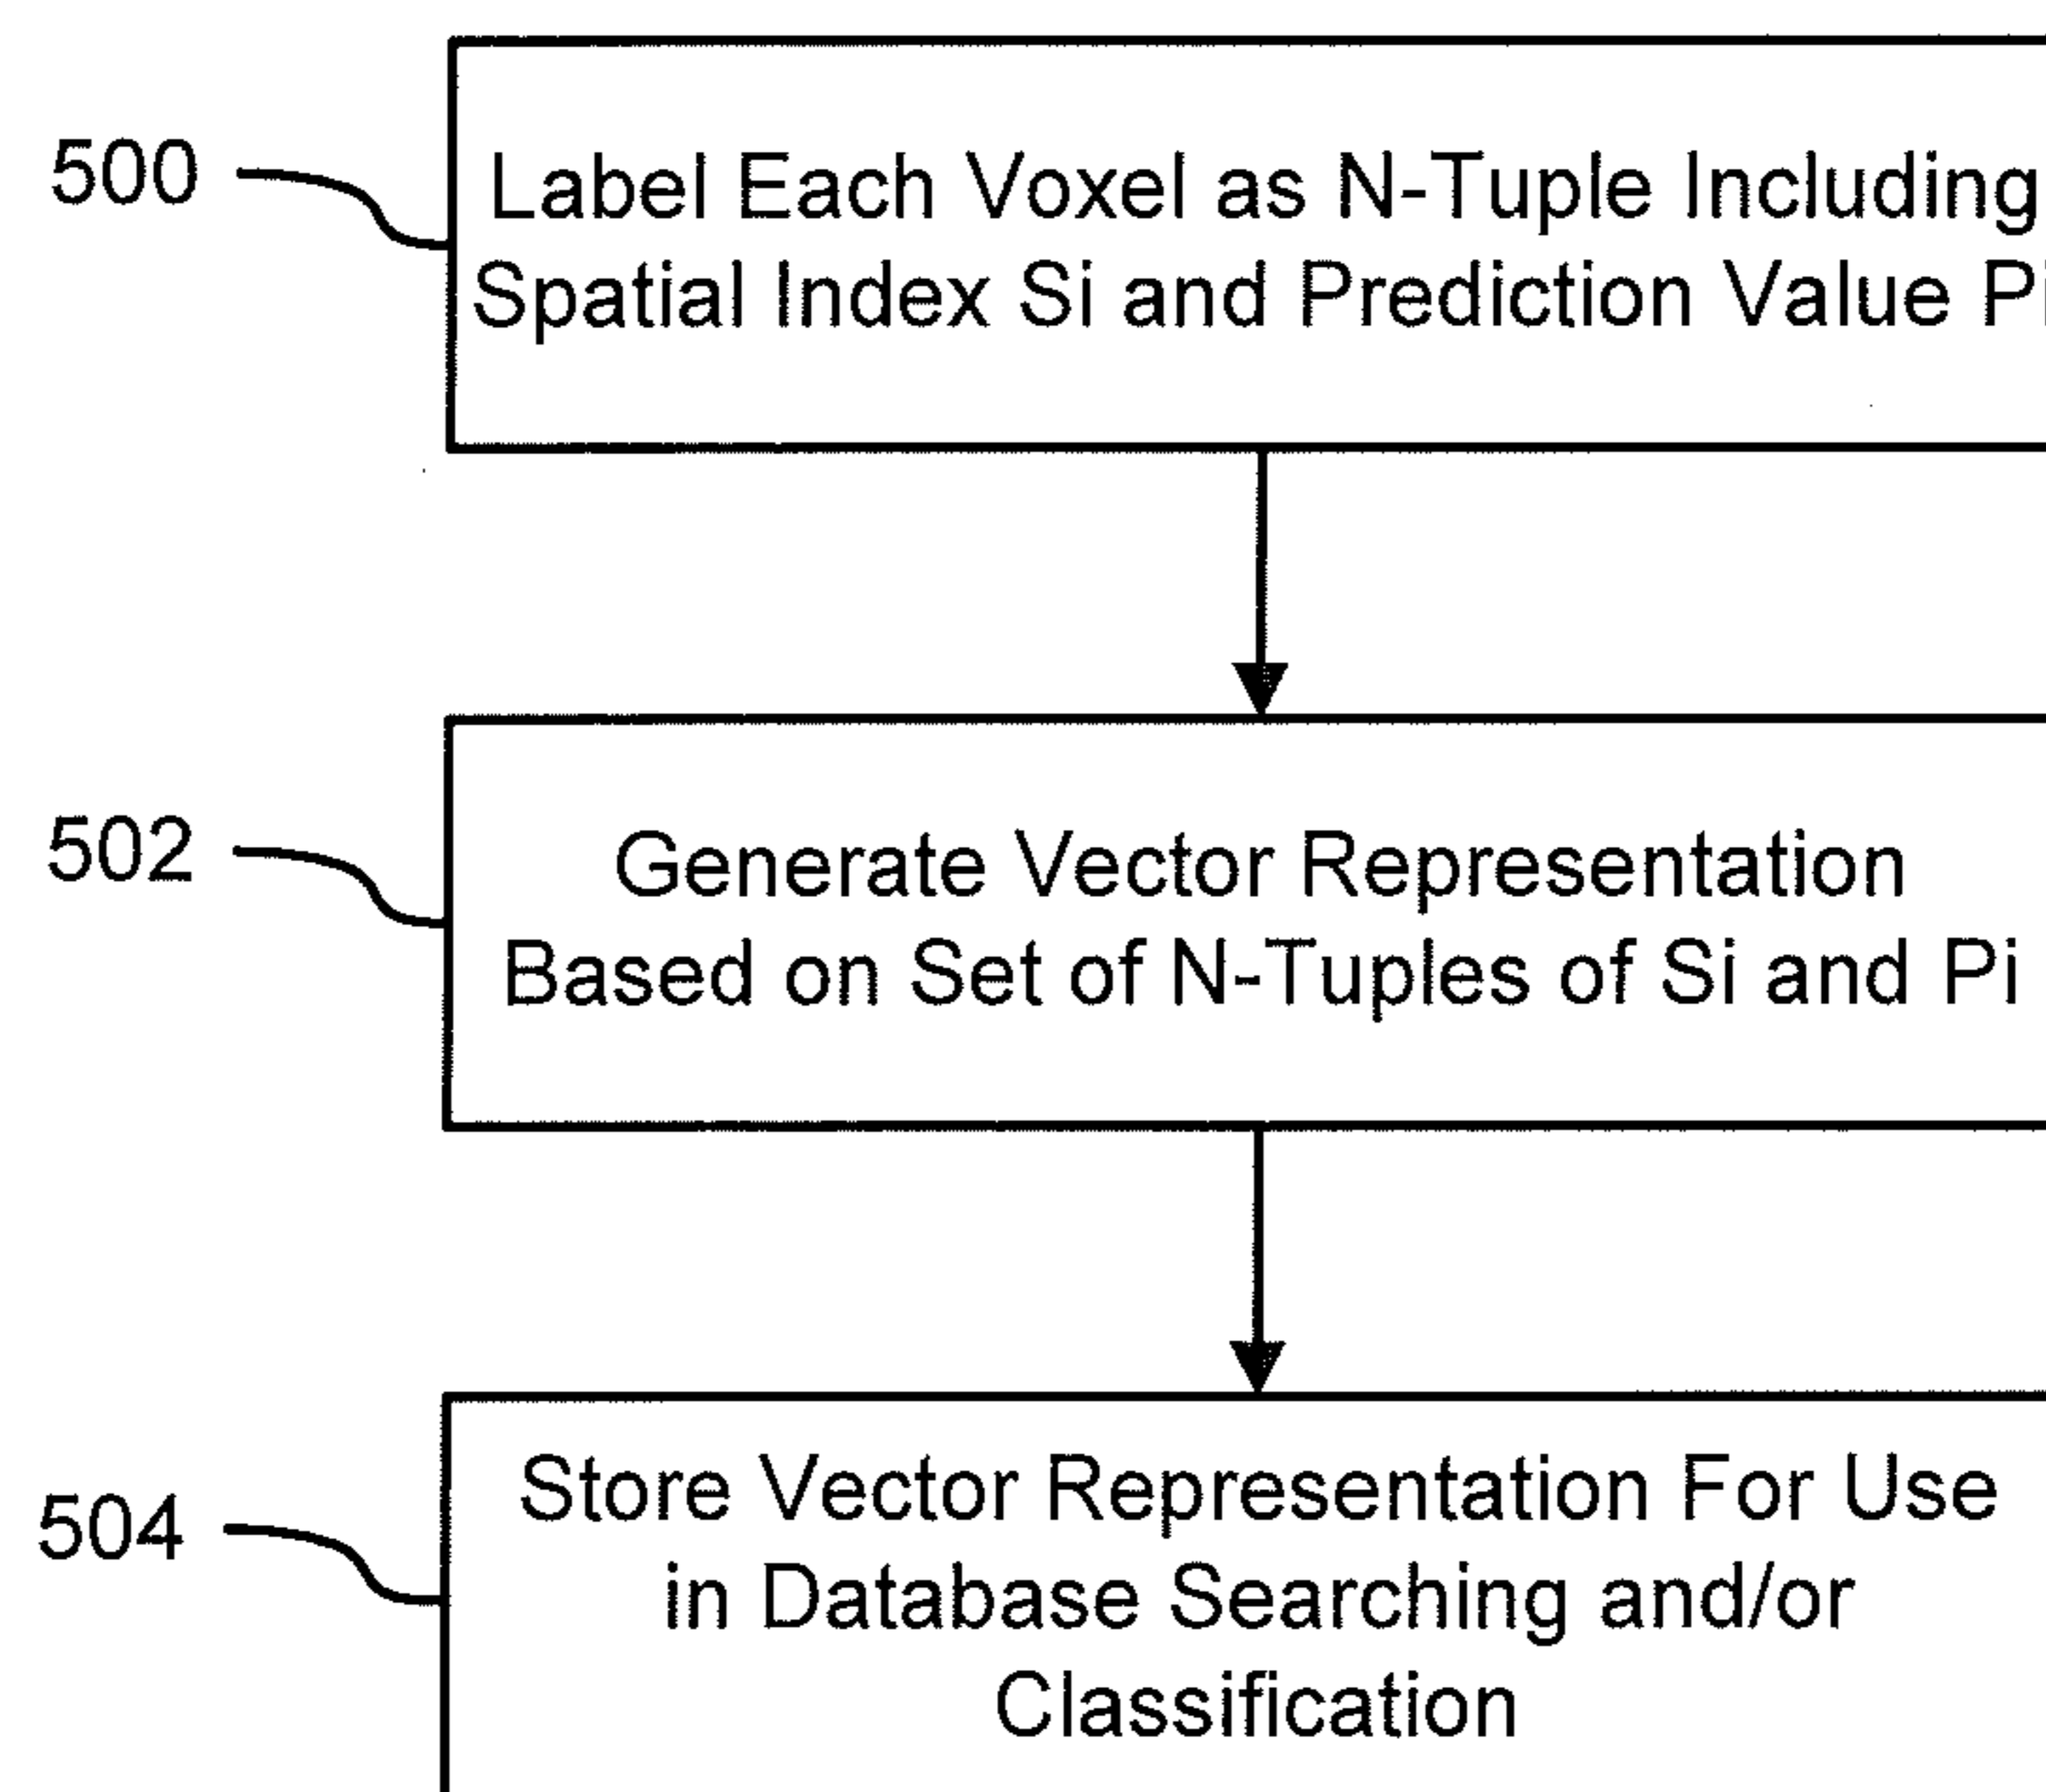 500
Label Each Voxel as N-Tuple Including
Spatial Index Si and Prediction Value Pi
502
Generate Vector Representation
Based on Set of N-Tuples of Si and Pi
504
Store Vector Representation For Use
in Database Searching and/or
Classification